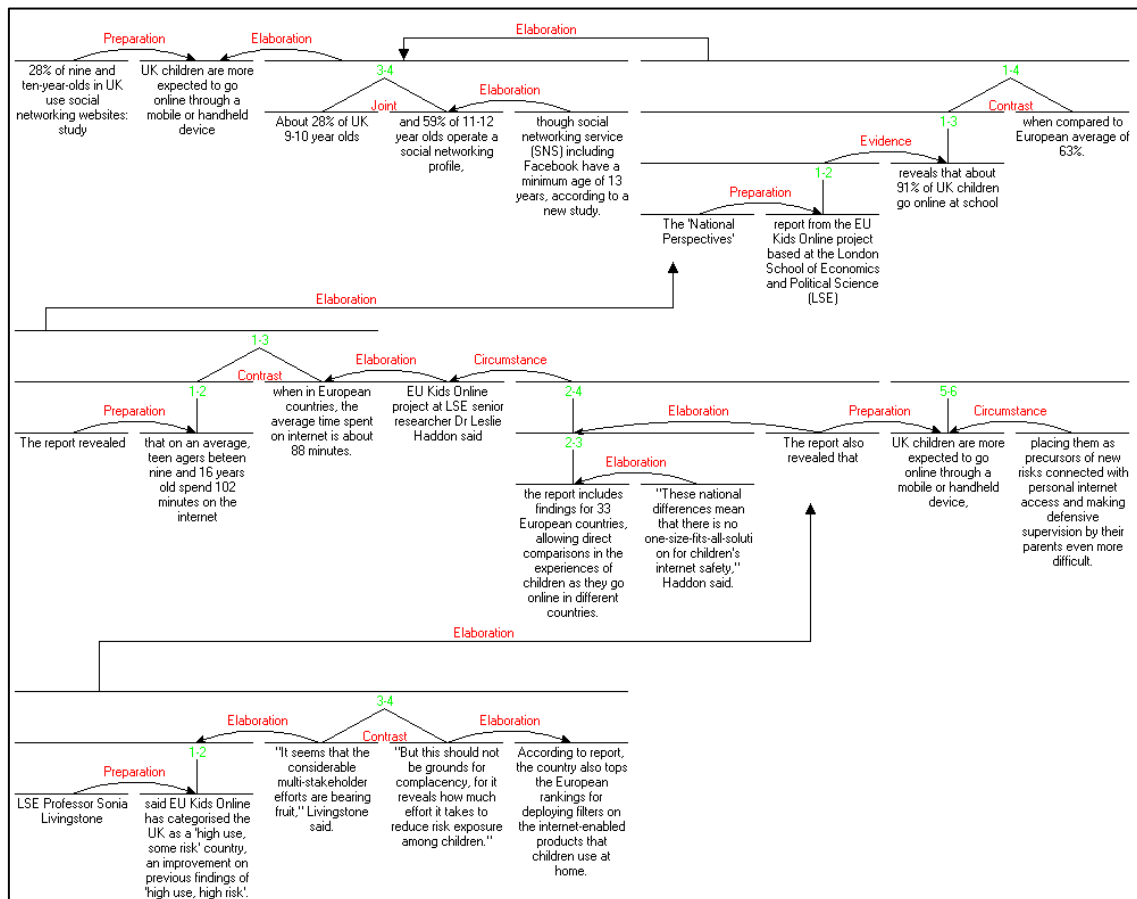 Elaboration
Preparation
Elaboration
28% of nine and
ten-year-olds in UK
use social
networking websites:
study
UK children are more
expected to go
online through a
mobile or handheld
device
3-4
Joint
Elaboration
About 28% of UK
9-10 year olds
and 59% of 11-12
year olds operate a
social networking
profile,
though social
networking service
(SNS) including
Facebook have a
minimum age of 13
years, according to a
new study.
1-4
Contrast
1-3
when compared to
European average of
63%.
Evidence
1-2
reveals that about
91% of UK children
go online at school
Preparation
The 'National
Perspectives'
report from the EU
Kids Online project
based at the London
School of Economics
and Political Science
(LSE)
Elaboration
1-3
Contrast
Elaboration
Circumstance
1-2
when in European
countries, the
average time spent
on internet is about
88 minutes.
EU Kids Online
project at LSE senior
researcher Dr Leslie
Haddon said
2-4
5-6
Preparation
The report revealed
that on an average,
teen agers beteen
nine and 16 years
old spend 102
minutes on the
internet
Elaboration
Preparation
Circumstance
2-3
The report also
revealed that
UK children are more
expected to go
online through a
mobile or handheld
device,
placing them as
precursors of new
risks connected with
personal internet
access and making
defensive
supervision by their
parents even more
difficult.
Elaboration
the report includes
findings for 33
European countries,
allowing direct
comparisons in the
experiences of
children as they go
online in different
countries.
"These national
differences mean
that there is no
one-size-fits-all-soluti
on for children's
internet safety,"
Haddon said.
Elaboration
3-4
Elaboration
Contrast
Elaboration
1-2
"It seems that the
considerable
multi-stakeholder
efforts are bearing
fruit," Livingstone
said.
"But this should not
be grounds for
complacency, for it
reveals how much
effort it takes to
reduce risk exposure
among children."
According to report,
the country also tops
the European
rankings for
deploying filters on
the internet-enabled
products that
children use at
home.
Preparation
LSE Professor Sonia
Livingstone
said EU Kids Online
has categorised the
UK as a 'high use,
some risk' country,
an improvement on
previous findings of
'high use, high risk'.